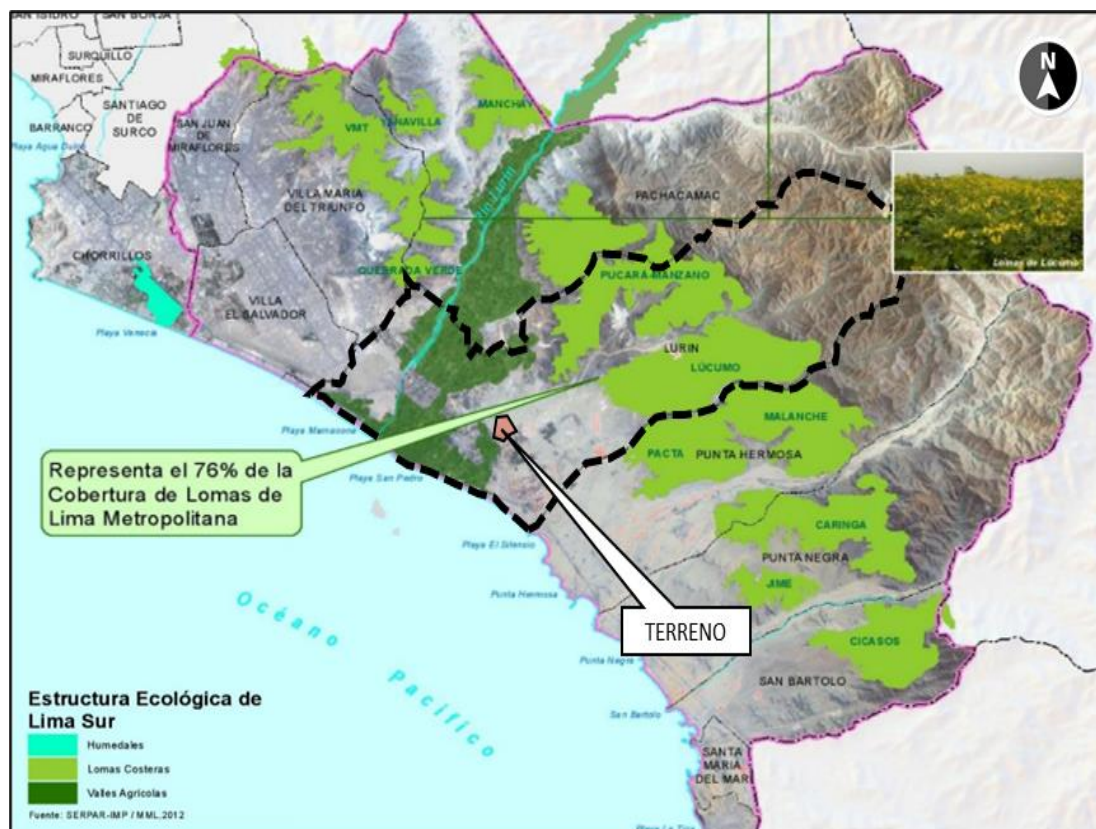 SAN ISIDRO
SAN BORJA
SURQUILLO
MIRAFLORES
SANTIAGO
DE
SURCO
BARRANCO
Playa Agua Dulce
SAN JUAN
DE
MIRAFLORES
VMT
MANCHAY
N
VILLA MARIA
DEL TRIUNFO
Rio Lurin
PACHACAMAC
Lomas de Lúcumo
CHORRILLOS
QUEBRADA VERDE
PUCARÁ-MANZANO
VILLA
EL SALVADOR
Playa Venecia
LURIN
LÚCUMO
MALANCHE
Playa Mamacona
PACTA
PUNTA HERMOSA
Representa el 76% de la
Cobertura de Lomas de
Lima Metropolitana
Playa San Pedro
CARINGA
Playa El Silencio
PUNTA NEGRA
JIME
Punta Hermosa
Océano Pacífico
TERRENO
CICASOS
Punta Negra
SAN BARTOLO
San Bartolo
Estructura Ecológica de
Lima Sur
Humedales
Lomas Costeras
Valles Agrícolas
Fuente: SERPAR-IMP / MML.2012
SANTA
MARIA
DEL MAR